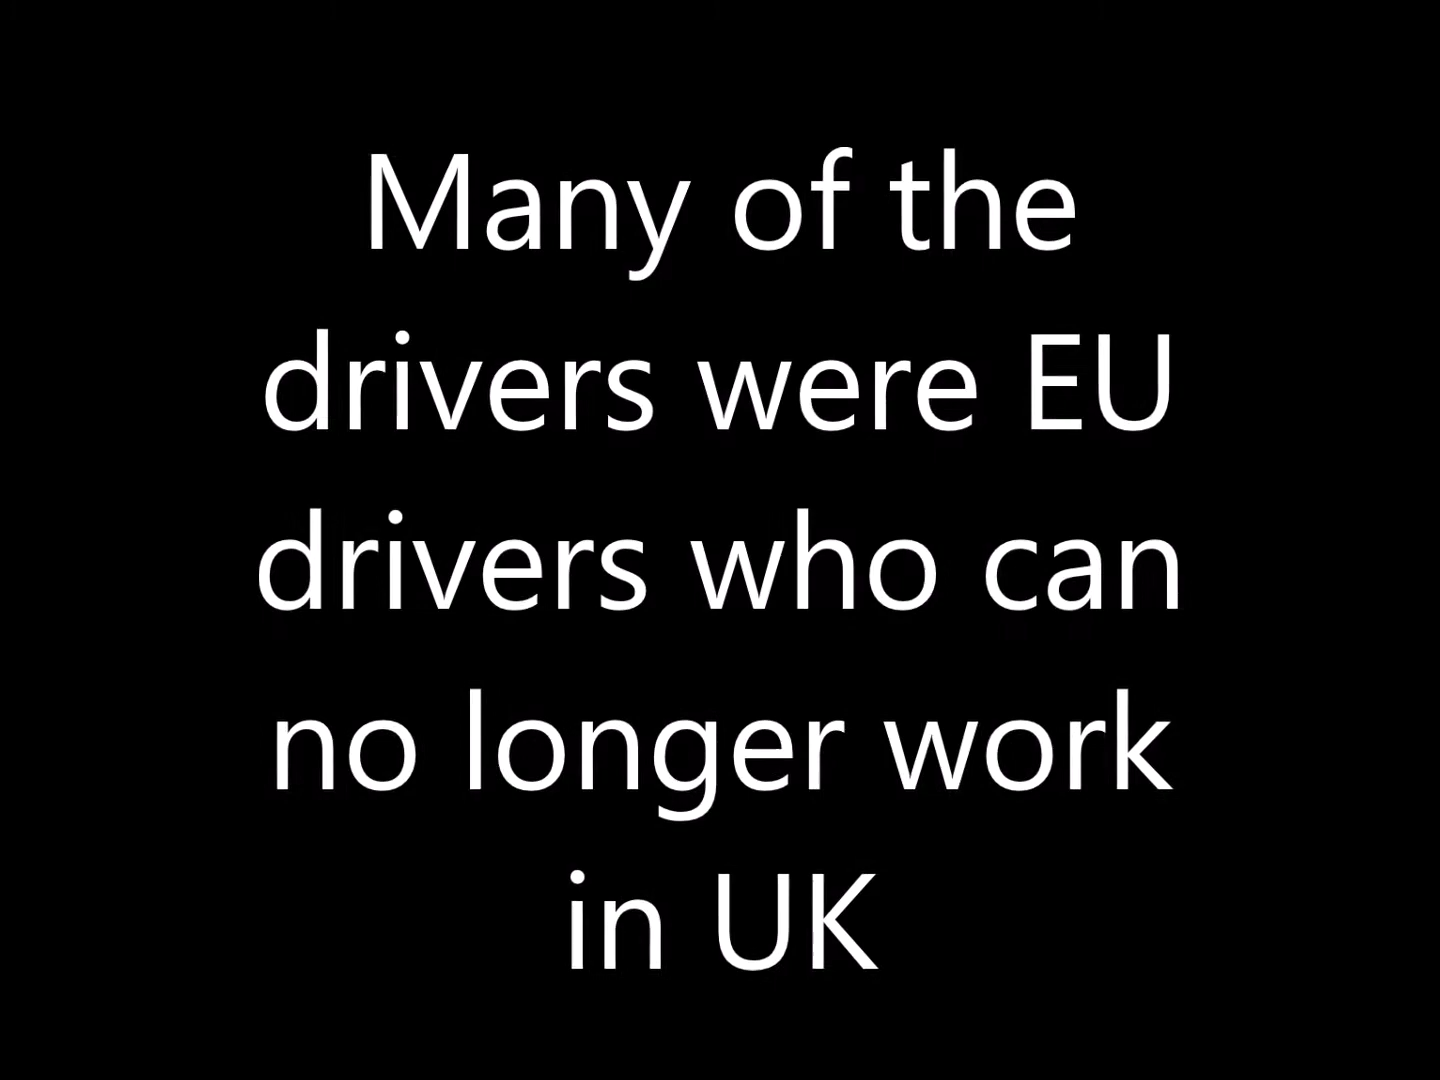 Many of the
drivers were EU
drivers who can
no longer work
in UK